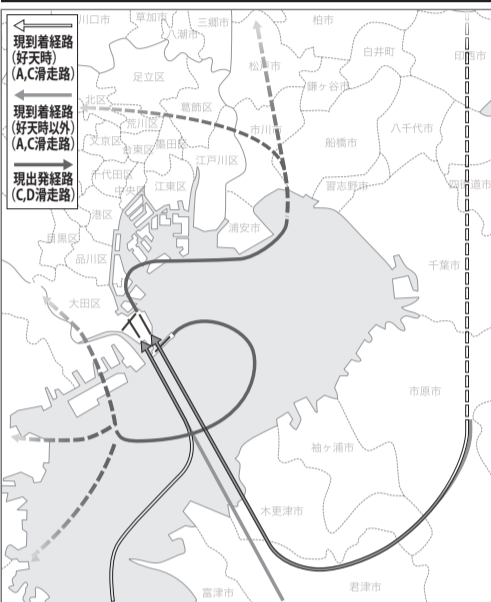 現到着経路
(好天時)
(A,C滑走路)
現到着経路
(好天時以外)
(A,C滑走路)
現出発経路
(C,D滑走路)
川口市
草加市
八潮市
三郷市
柏市
松戸市
白井町
印西市
足立区
鎌ヶ谷市
北区
葛飾区
荒川区
市川市
船橋市
八千代市
文京区
台東区
墨田区
江戸川区
千代田区
中央区
江東区
習志野市
四街道市
港区
浦安市
目黒区
品川区
千葉市
大田区
市原市
袖ヶ浦市
木更津市
富津市
君津市